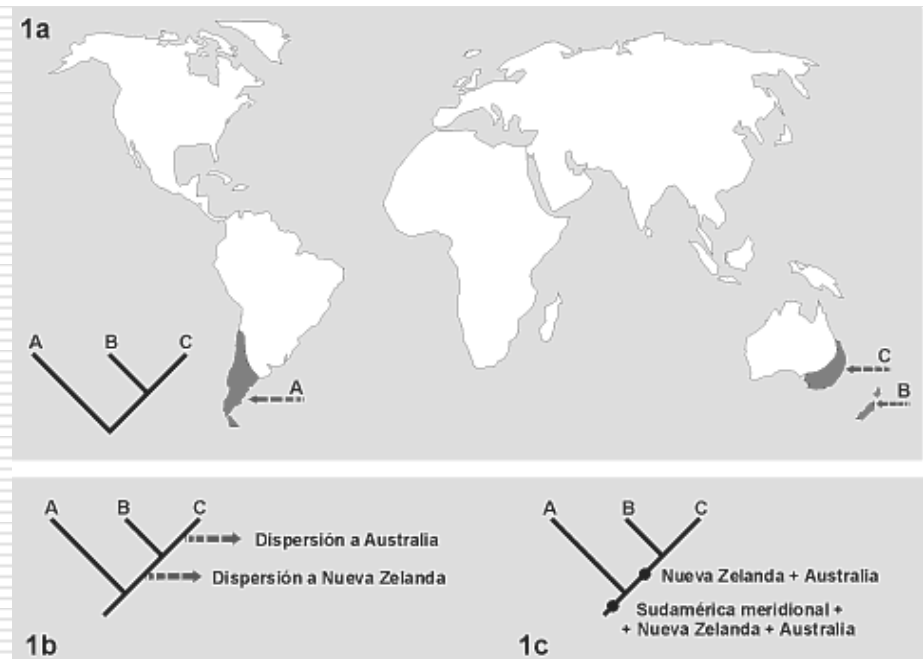 1a
A B C
A
C
B
A B C
Dispersión a Australia
Dispersión a Nueva Zelanda
1b
A B C
Nueva Zelanda + Australia
Sudamérica meridional +
+ Nueva Zelanda + Australia
1c